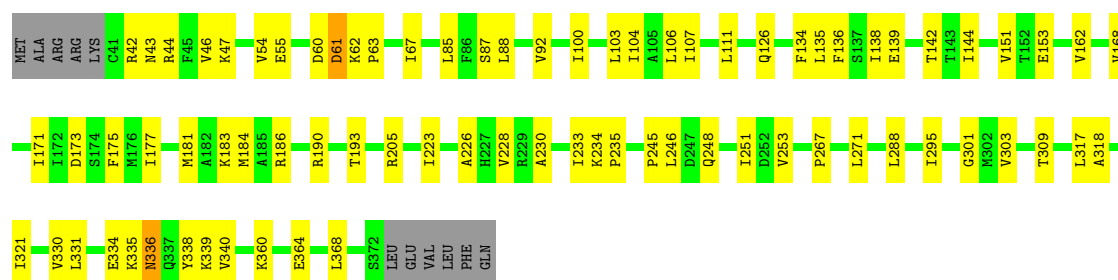 MET ALA ARG ARG LYS C41 R42 N43 R44 F45 V46 K47 V54 E55 D60 D61 K62 P63 I67 L85 F86 S87 L88 V92 I100 L103 I104 A105 L106 I107 L111 Q126 F134 L135 F136 S137 I138 E139 T142 T143 I144 V151 T152 E153 V162 V168
I171 I172 D173 S174 F175 M176 I177 M181 A182 K183 M184 A185 R186 R190 T193 R205 I223 A226 H227 V228 R229 A230 I233 K234 P235 P245 L246 D247 Q248 I251 D252 V253 P267 L271 L288 I295 G301 M302 V303 T309 L317 A318
I321 V330 L331 E334 K335 N336 Q337 Y338 K339 V340 K360 E364 L368 S372 LEU GLU VAL LEU PHE GLN